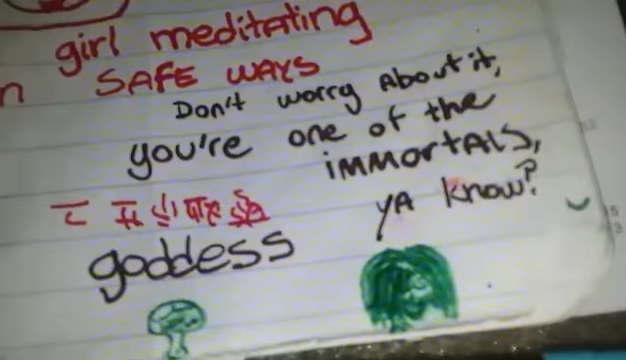 girl meditating
SAFE WAYS
Don't worry About it,
you're one of the
immortALS,
YA know?
goddess